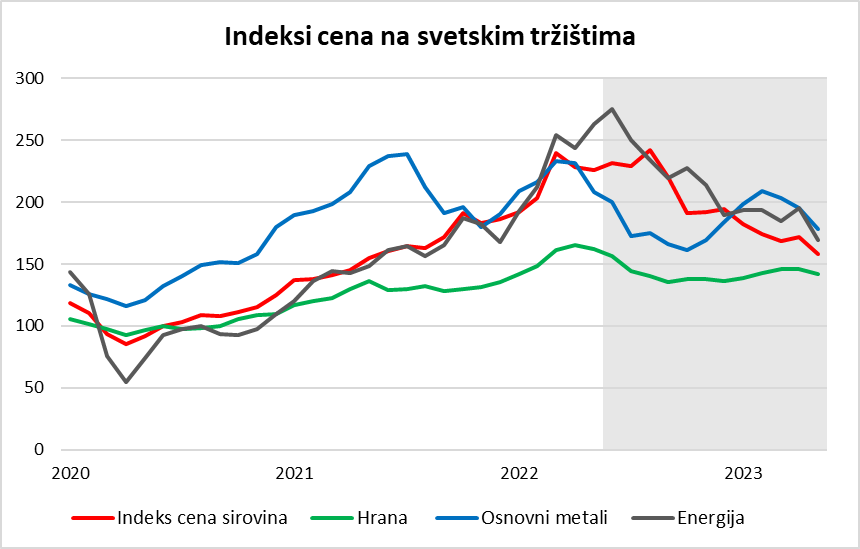 Indeksi cena na svetskim tržištima
300
250
200
150
100
50
0
2020 2021 2022 2023
Indeks cena sirovina Hrana Osnovni metali Energija